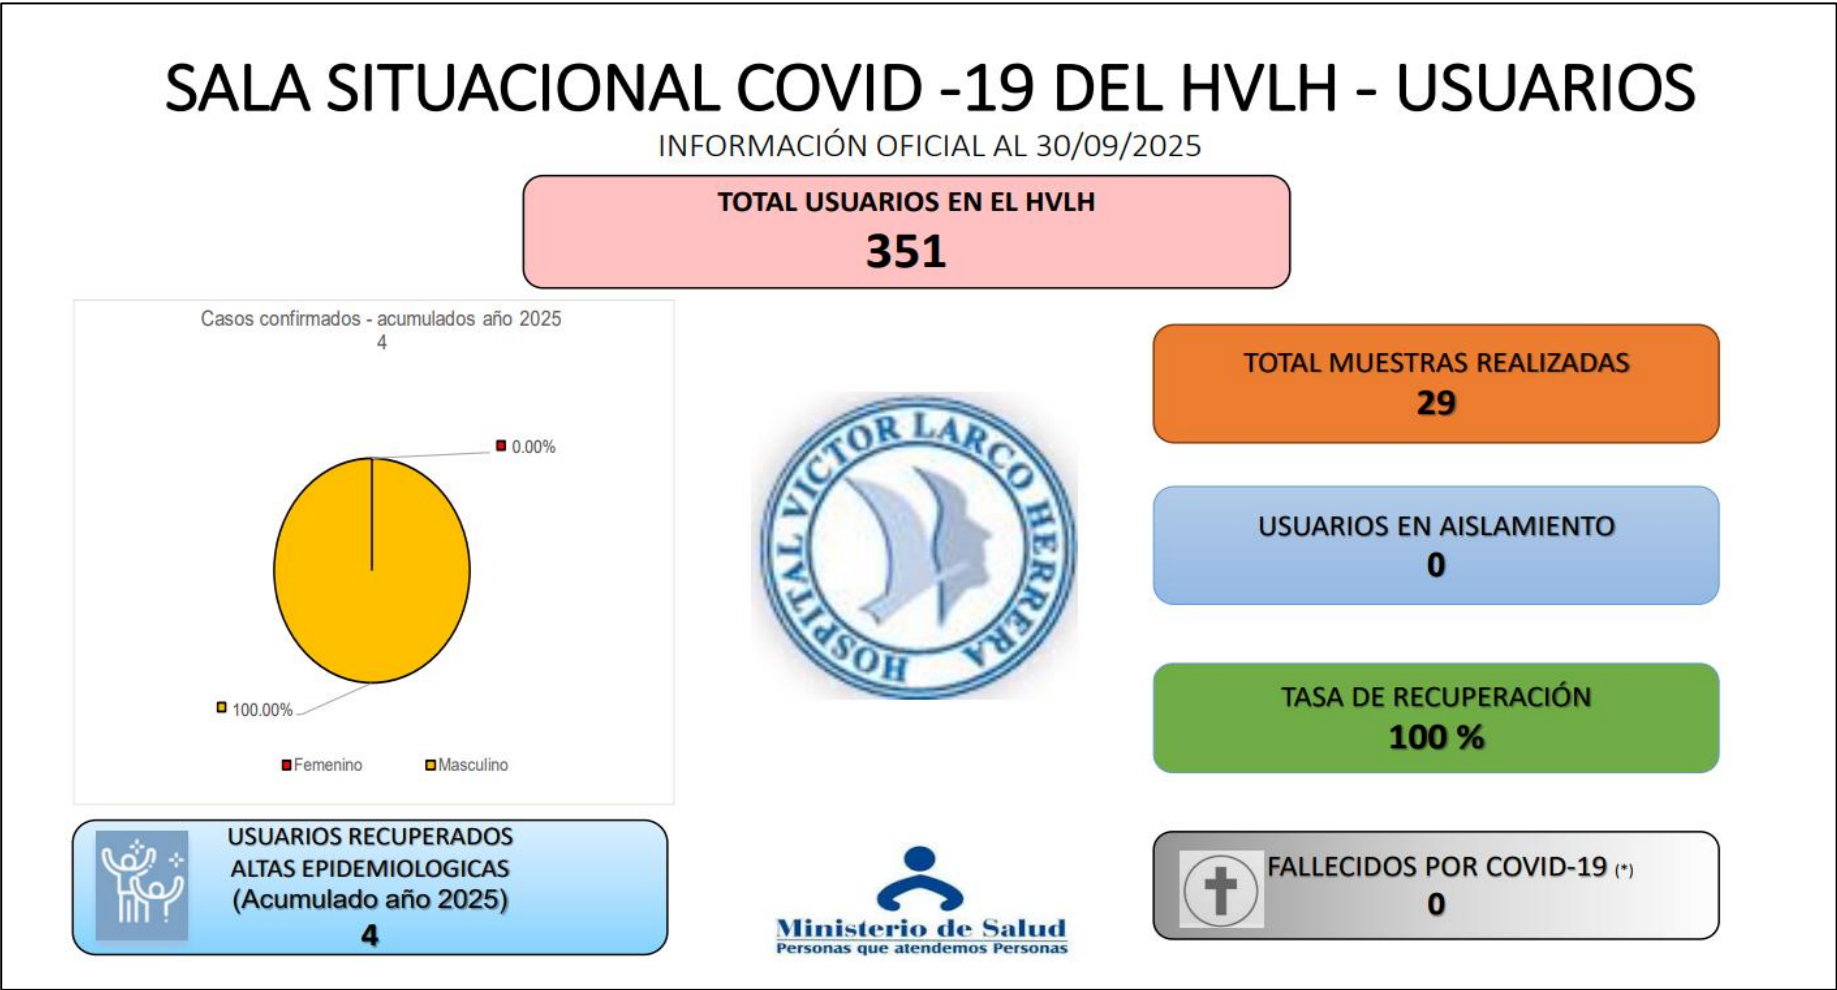 SALA SITUACIONAL COVID -19 DEL HVLH - USUARIOS
INFORMACIÓN OFICIAL AL 30/09/2025
TOTAL USUARIOS EN EL HVLH
351
Casos confirmados - acumulados año 2025
4
0.00%
100.00%
Femenino
Masculino
HOSPITAL VICTOR LARCO HERRERA
TOTAL MUESTRAS REALIZADAS
29
USUARIOS EN AISLAMIENTO
0
TASA DE RECUPERACIÓN
100 %
USUARIOS RECUPERADOS
ALTAS EPIDEMIOLOGICAS
(Acumulado año 2025)
4
Ministerio de Salud
Personas que atendemos Personas
FALLECIDOS POR COVID-19 (*)
0